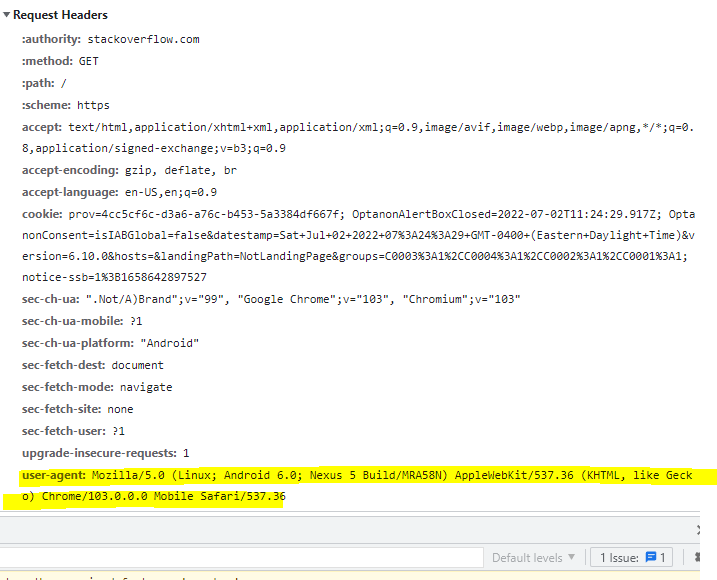 Request Headers
:authority: stackoverflow.com
:method: GET
:path: /
:scheme: https
accept: text/html,application/xhtml+xml,application/xml;q=0.9,image/avif,image/webp,image/apng,*/*;q=0.
8,application/signed-exchange;v=b3;q=0.9
accept-encoding: gzip, deflate, br
accept-language: en-US,en;q=0.9
cookie: prov=4cc5cf6c-d3a6-a76c-b453-5a3384df667f; OptanonAlertBoxClosed=2022-07-02T11:24:29.917Z; Opta
nonConsent=isIABGlobal=false&datestamp=Sat+Jul+02+2022+07%3A24%3A29+GMT-0400+(Eastern+Daylight+Time)&v
ersion=6.10.0&hosts=&landingPath=NotLandingPage&groups=C0003%3A1%2CC0004%3A1%2CC0002%3A1%2CC0001%3A1;
notice-ssb=1%3B1658642897527
sec-ch-ua: ".Not/A)Brand";v="99", "Google Chrome";v="103", "Chromium";v="103"
sec-ch-ua-mobile: ?1
sec-ch-ua-platform: "Android"
sec-fetch-dest: document
sec-fetch-mode: navigate
sec-fetch-site: none
sec-fetch-user: ?1
upgrade-insecure-requests: 1
user-agent: Mozilla/5.0 (Linux; Android 6.0; Nexus 5 Build/MRA58N) AppleWebKit/537.36 (KHTML, like Geck
o) Chrome/103.0.0.0 Mobile Safari/537.36
Default levels
1 Issue: 1